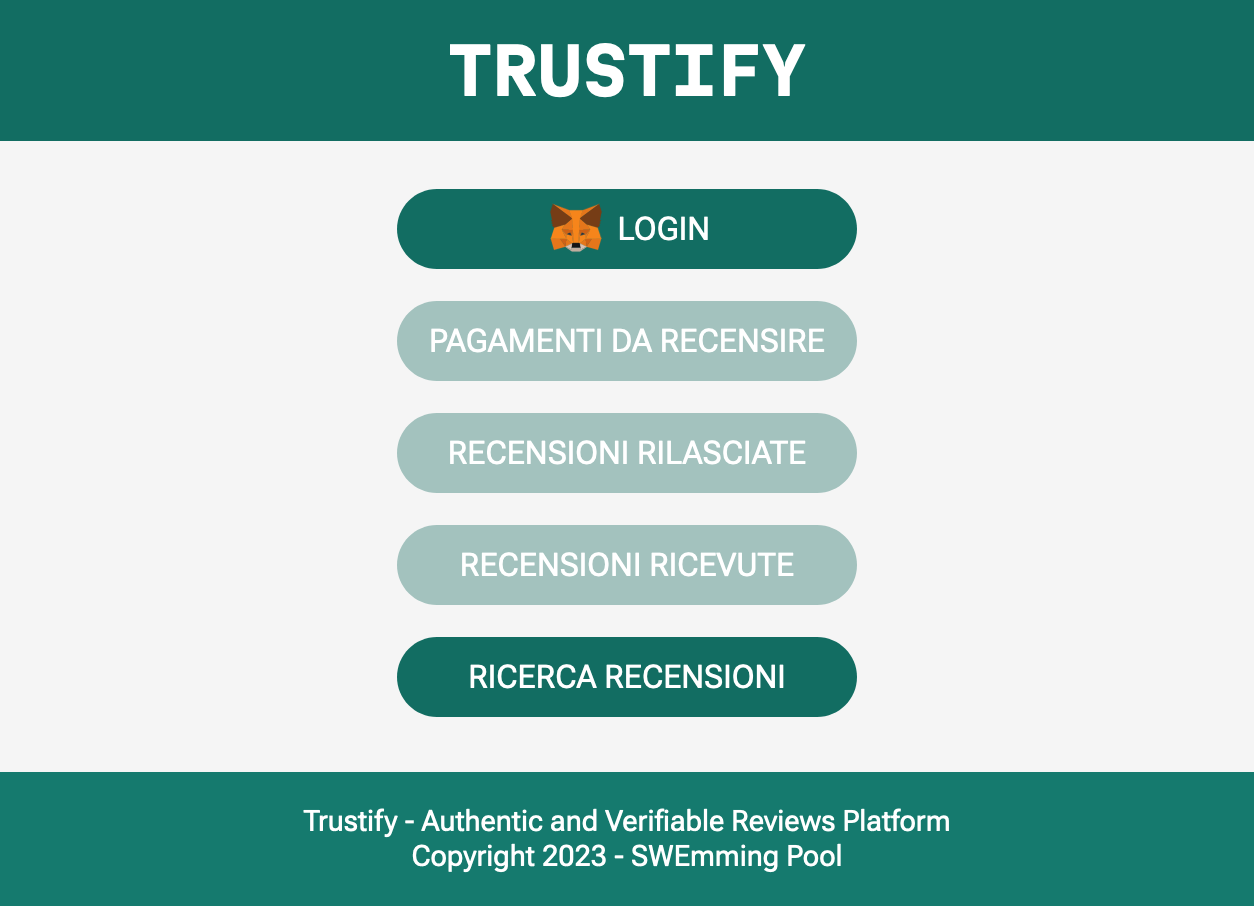 TRUSTIFY
LOGIN
PAGAMENTI DA RECENSIRE
RECENSIONI RILASCIATE
RECENSIONI RICEVUTE
RICERCA RECENSIONI
Trustify - Authentic and Verifiable Reviews Platform
Copyright 2023 - SWEmming Pool